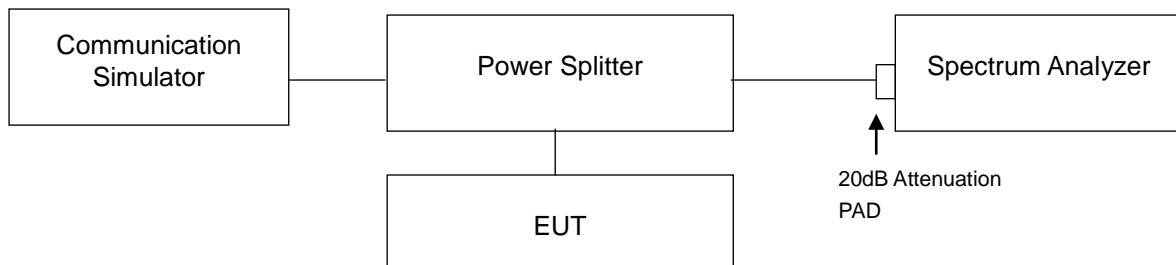 Communication
Simulator
Power Splitter
Spectrum Analyzer
20dB Attenuation
PAD
EUT